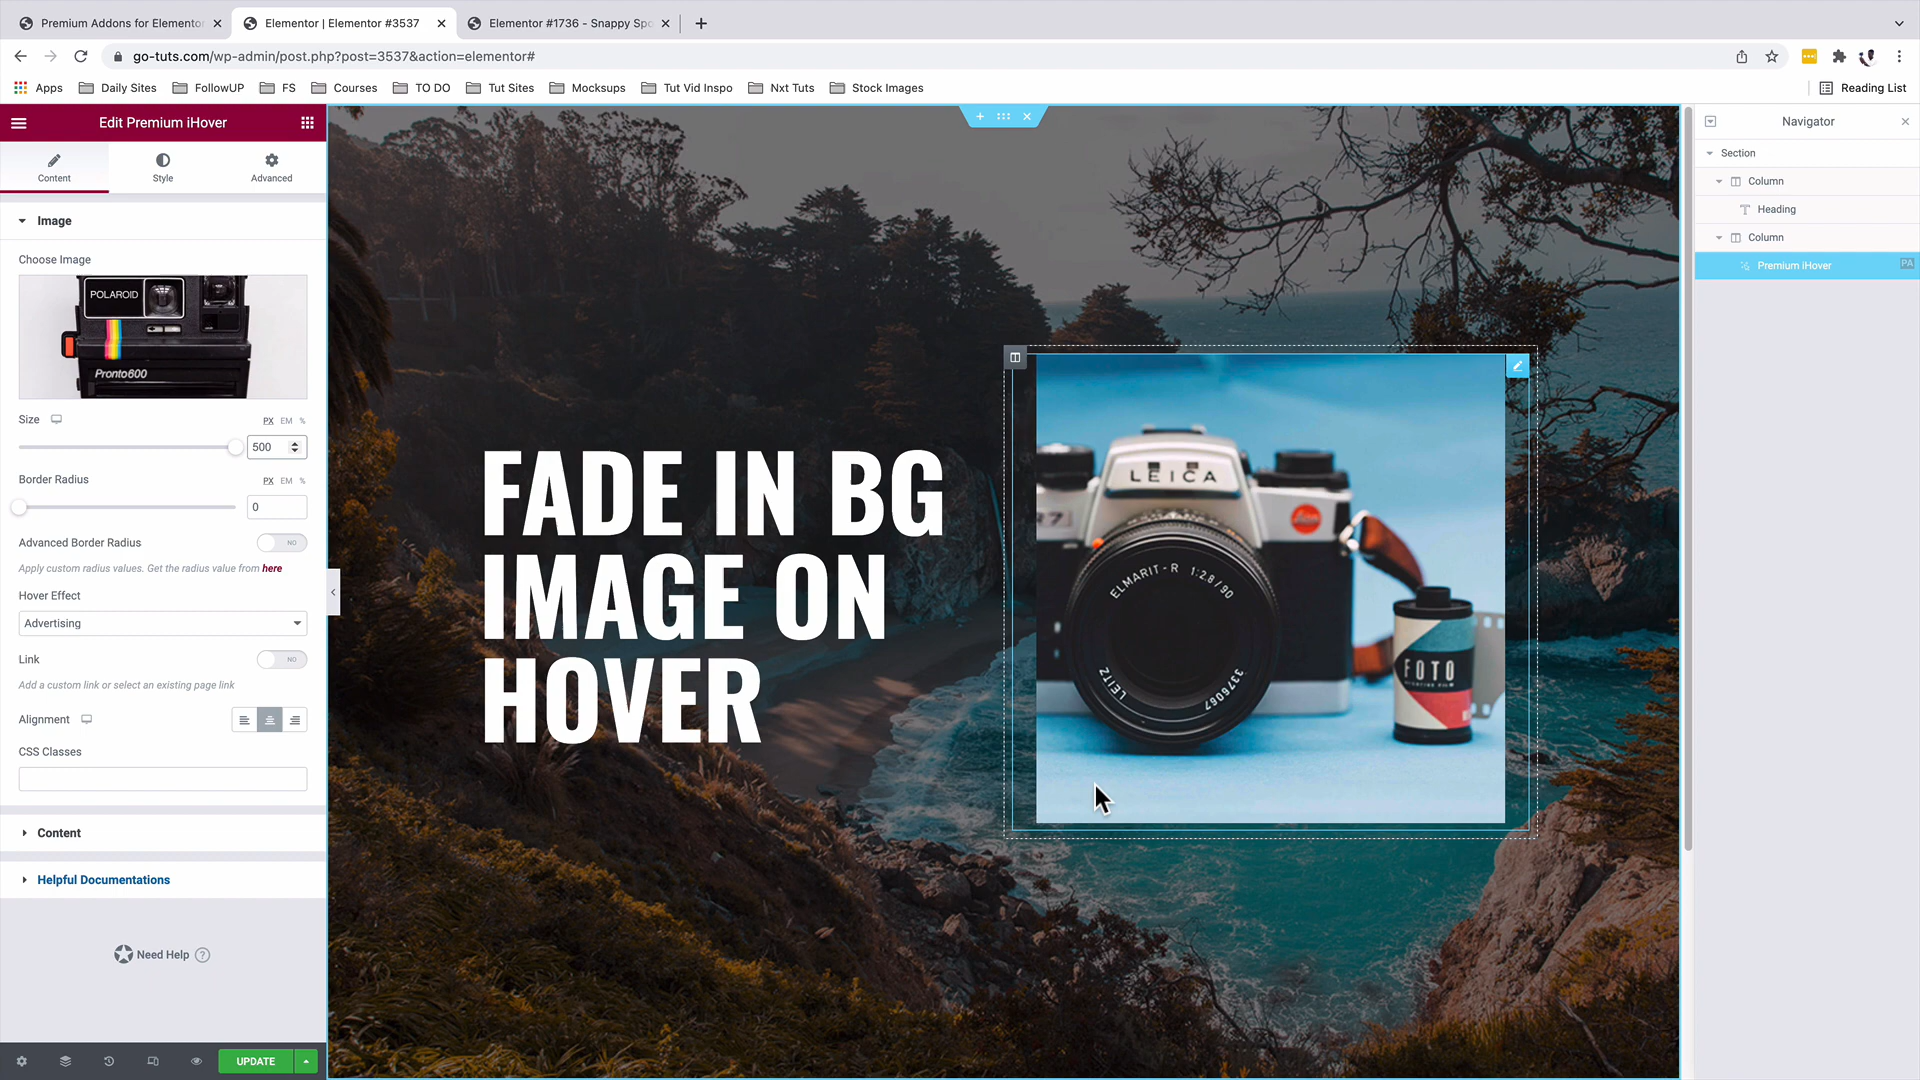 Premium Addons for Elementor
Elementor | Elementor #3537
Elementor #1736 - Snappy Spo
go-tuts.com/wp-admin/post.php?post=3537&action=elementor#
Apps
Daily Sites
FollowUP
FS
Courses
TO DO
Tut Sites
Mocksups
Tut Vid Inspo
Nxt Tuts
Stock Images
Reading List
Edit Premium iHover
Content
Style
Advanced
Image
Choose Image
POLAROID
Pronto600
Size
PX EM %
500
Border Radius
PX EM %
0
Advanced Border Radius
NO
Apply custom radius values. Get the radius value from here
Hover Effect
Advertising
Link
NO
Add a custom link or select an existing page link
Alignment
CSS Classes
Content
Helpful Documentations
Need Help ?
UPDATE
FADE IN BG
IMAGE ON
HOVER
LEICA
R7
ELMARIT-R 1:2.8/90
LEITZ
3376067
FOTO
Navigator
Section
Column
Heading
Column
Premium iHover
PA